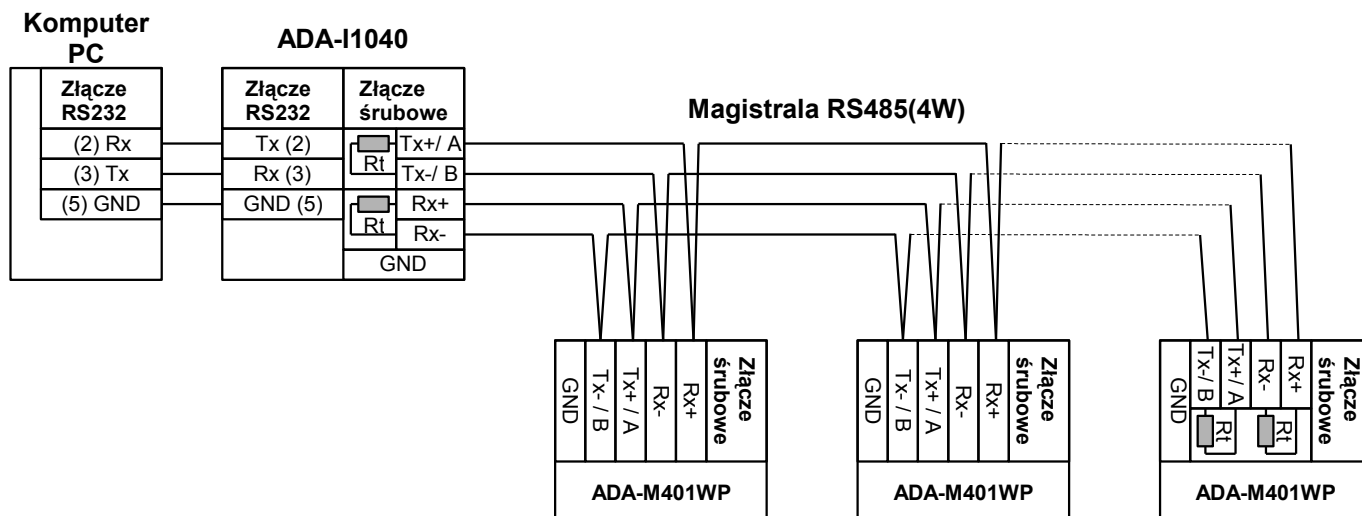 Komputer
PC
ADA-I1040
Magistrala RS485(4W)
Złącze
RS232
(2) Rx
(3) Tx
(5) GND
Złącze
RS232
Tx (2)
Rx (3)
GND (5)
Złącze
śrubowe
Rt
Tx+/ A
Tx-/ B
Rt
Rx+
Rx-
GND
GND
Tx- / B
Tx+ / A
Rx-
Rx+
Złącze
śrubowe
ADA-M401WP
GND
Tx- / B
Tx+ / A
Rx-
Rx+
Złącze
śrubowe
ADA-M401WP
GND
Tx-/ B
Tx+/ A
Rx-
Rx+
Rt
Rt
Złącze
śrubowe
ADA-M401WP